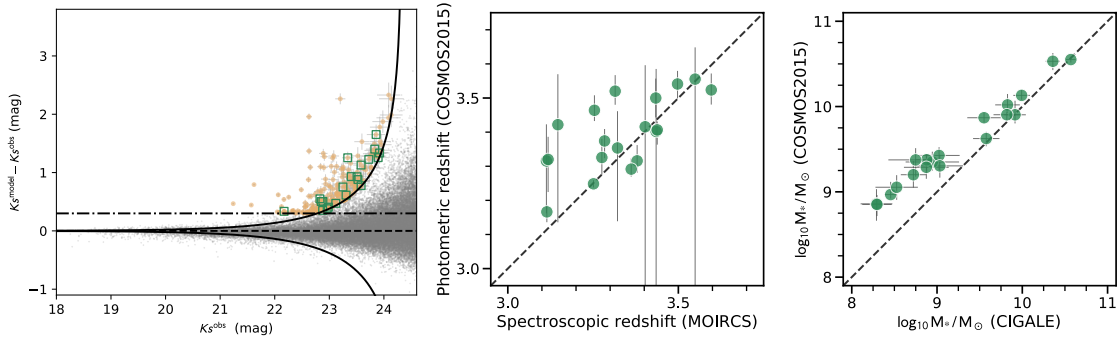 3
2
1
0
−1
Ks^model − Ks^obs (mag)
18 19 20 21 22 23 24
Ks^obs (mag)
3.5
3.0
Photometric redshift (COSMOS2015)
3.0 3.5
Spectroscopic redshift (MOIRCS)
11
10
9
8
log₁₀M*/M⊙ (COSMOS2015)
8 9 10 11
log₁₀M*/M⊙ (CIGALE)